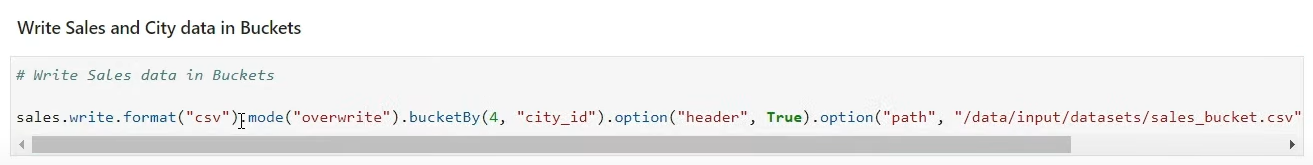 Write Sales and City data in Buckets
# Write Sales data in Buckets
sales.write.format("csv").mode("overwrite").bucketBy(4, "city_id").option("header", True).option("path", "/data/input/datasets/sales_bucket.csv"